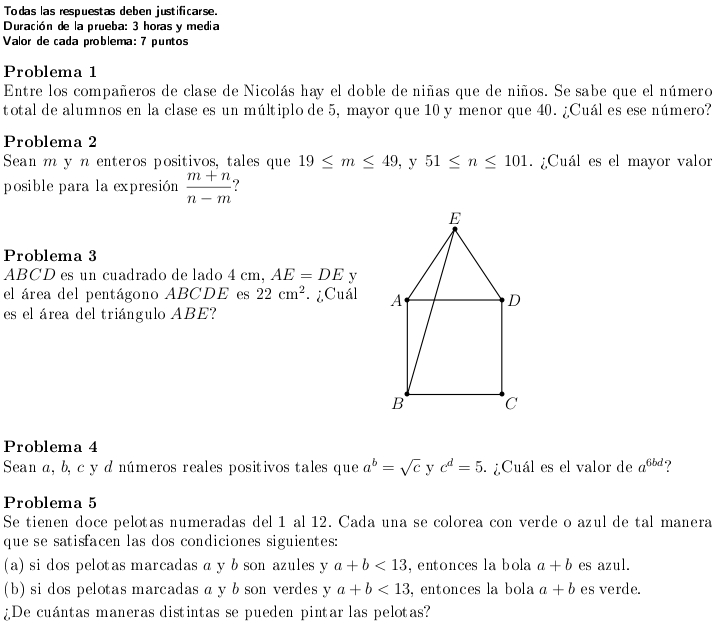 Todas las respuestas deben justificarse.
Duración de la prueba: 3 horas y media
Valor de cada problema: 7 puntos
Problema 1
Entre los compañeros de clase de Nicolás hay el doble de niñas que de niños. Se sabe que el número
total de alumnos en la clase es un múltiplo de 5, mayor que 10 y menor que 40. ¿Cuál es ese número?
Problema 2
Sean m y n enteros positivos, tales que 19 ≤ m ≤ 49, y 51 ≤ n ≤ 101. ¿Cuál es el mayor valor
posible para la expresión \frac{m+n}{n-m}?
Problema 3
ABCD es un cuadrado de lado 4 cm, AE = DE y
el área del pentágono ABCDE es 22 cm². ¿Cuál
es el área del triángulo ABE?
E
A
D
B
C
Problema 4
Sean a, b, c y d números reales positivos tales que a^b = √c y c^d = 5. ¿Cuál es el valor de a^{6bd}?
Problema 5
Se tienen doce pelotas numeradas del 1 al 12. Cada una se colorea con verde o azul de tal manera
que se satisfacen las dos condiciones siguientes:
(a) si dos pelotas marcadas a y b son azules y a + b < 13, entonces la bola a + b es azul.
(b) si dos pelotas marcadas a y b son verdes y a + b < 13, entonces la bola a + b es verde.
¿De cuántas maneras distintas se pueden pintar las pelotas?